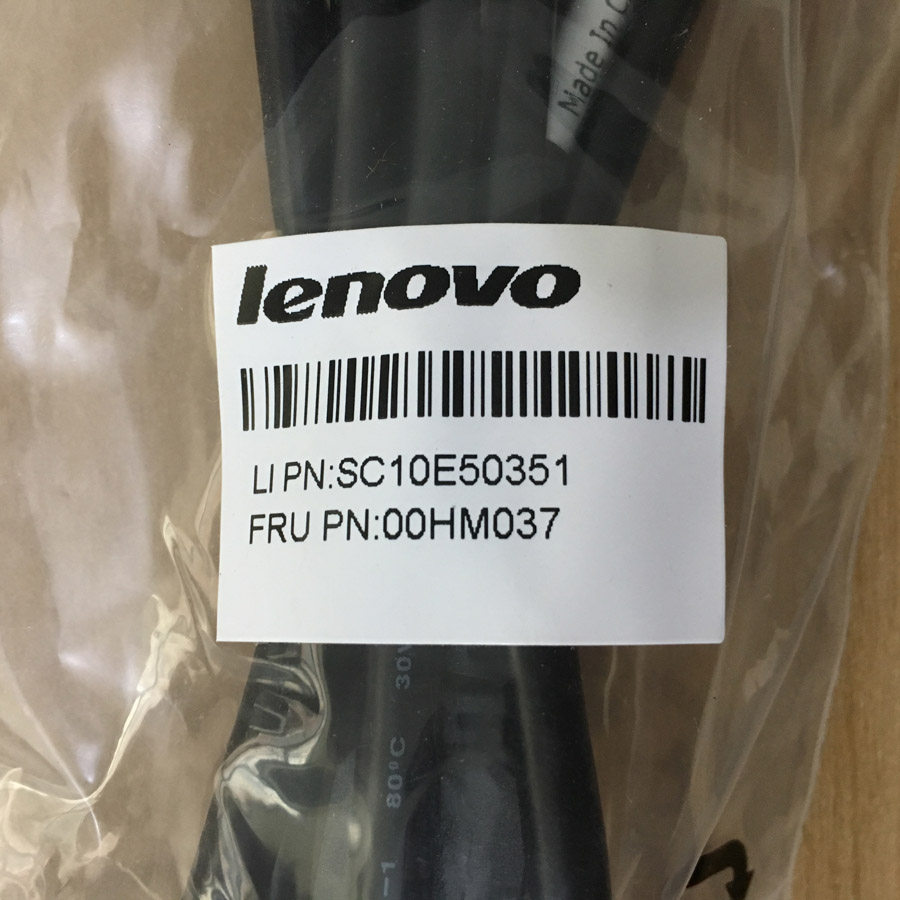 Made In
lenovo
LI PN:SC10E50351
FRU PN:00HM037
80°C